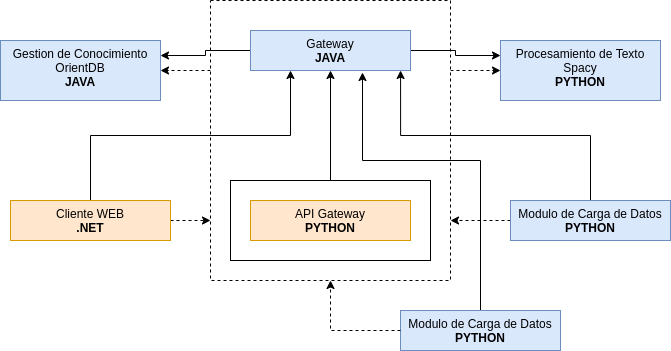 Gestion de Conocimiento
OrientDB
JAVA
Gateway
JAVA
Procesamiento de Texto
Spacy
PYTHON
Cliente WEB
.NET
API Gateway
PYTHON
Modulo de Carga de Datos
PYTHON
Modulo de Carga de Datos
PYTHON